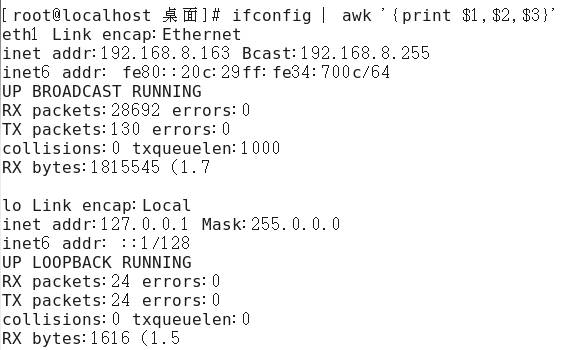 [root@localhost 桌面]# ifconfig | awk '{print $1,$2,$3}'
eth1 Link encap:Ethernet
inet addr:192.168.8.163 Bcast:192.168.8.255
inet6 addr: fe80::20c:29ff:fe34:700c/64
UP BROADCAST RUNNING
RX packets:28692 errors:0
TX packets:130 errors:0
collisions:0 txqueuelen:1000
RX bytes:1815545 (1.7

lo Link encap:Local
inet addr:127.0.0.1 Mask:255.0.0.0
inet6 addr: ::1/128
UP LOOPBACK RUNNING
RX packets:24 errors:0
TX packets:24 errors:0
collisions:0 txqueuelen:0
RX bytes:1616 (1.5